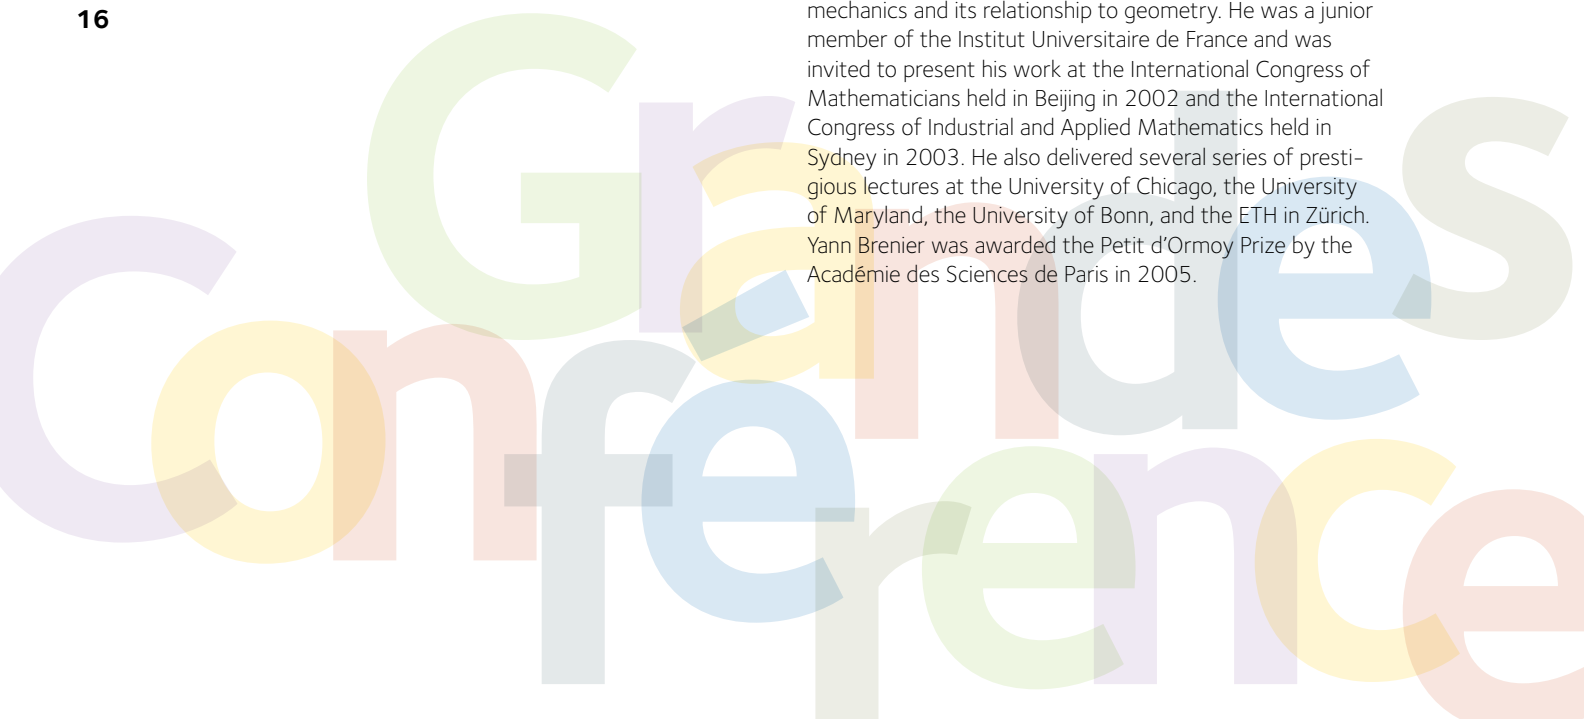 16
mechanics and its relationship to geometry. He was a junior
member of the Institut Universitaire de France and was
invited to present his work at the International Congress of
Mathematicians held in Beijing in 2002 and the International
Congress of Industrial and Applied Mathematics held in
Sydney in 2003. He also delivered several series of presti-
gious lectures at the University of Chicago, the University
of Maryland, the University of Bonn, and the ETH in Zürich.
Yann Brenier was awarded the Petit d’Ormoy Prize by the
Académie des Sciences de Paris in 2005.
Grandes
Conférence